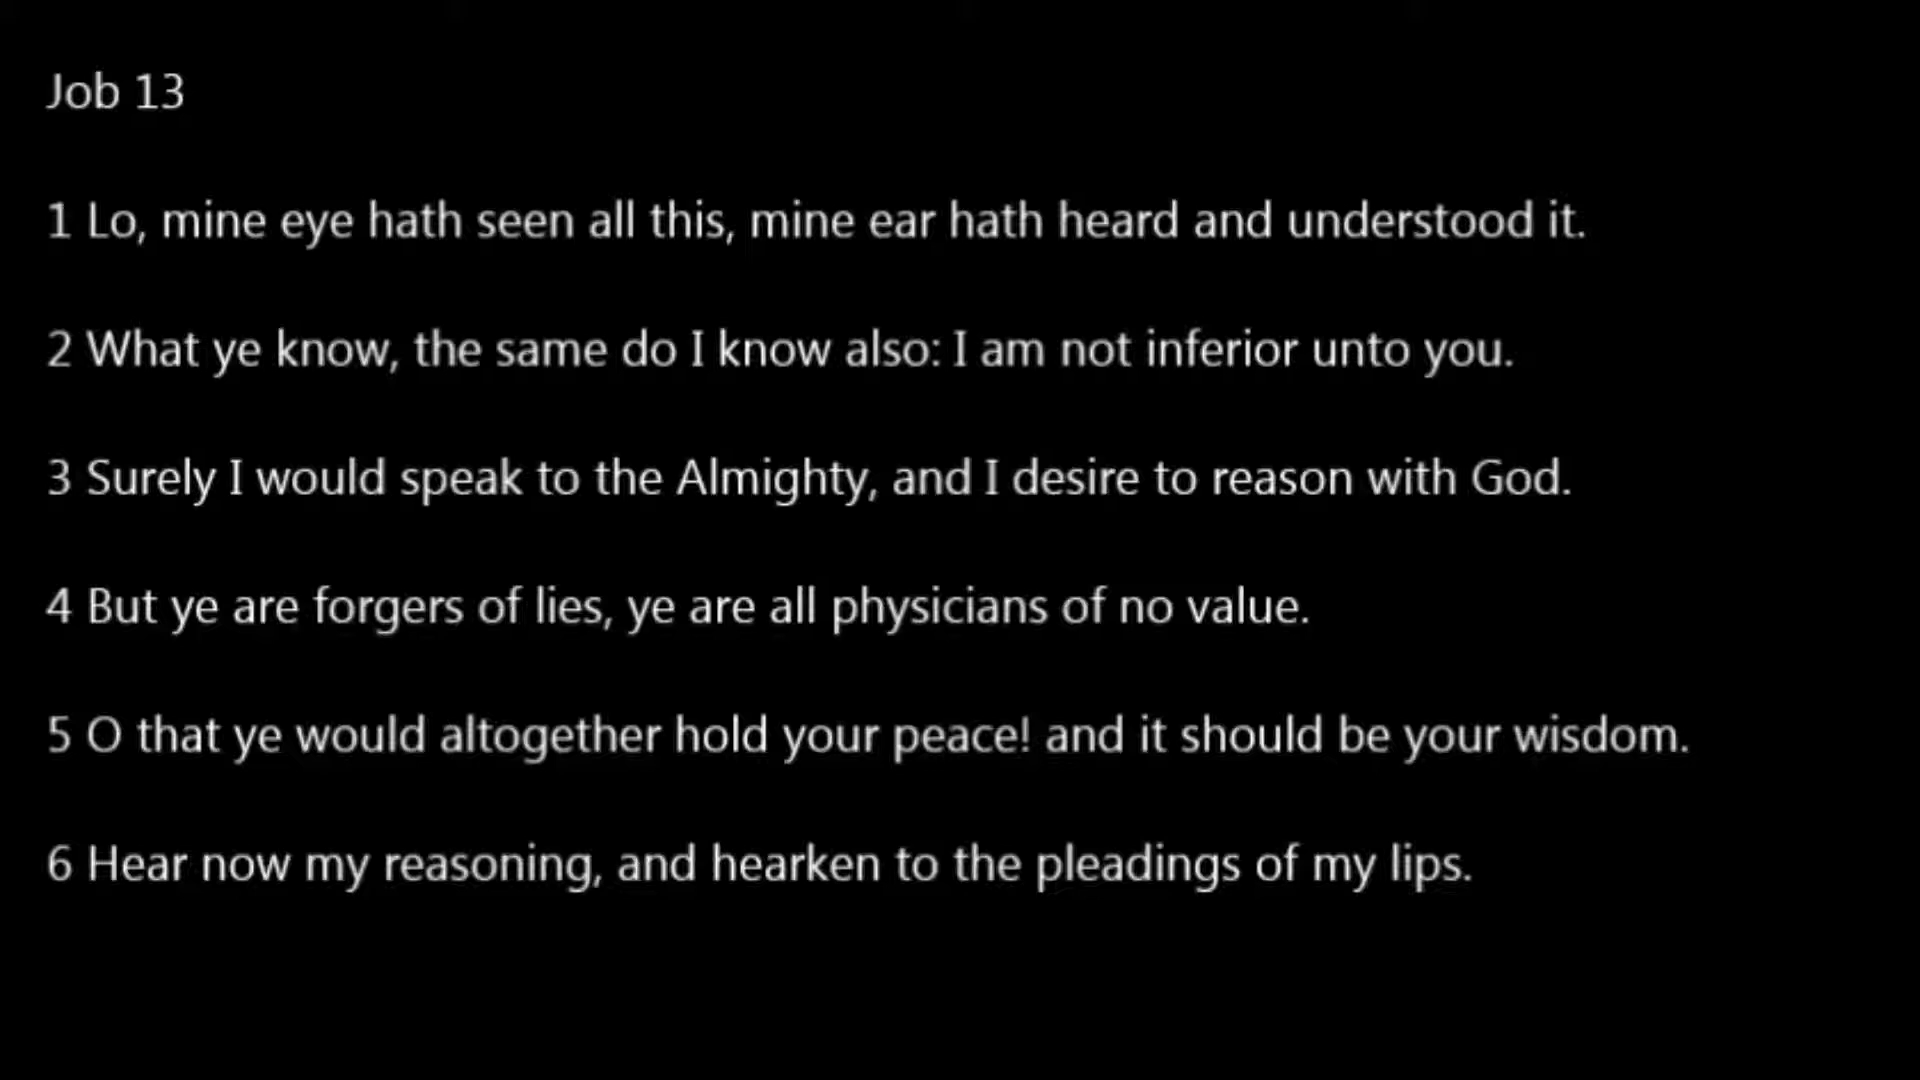 Job 13
1 Lo, mine eye hath seen all this, mine ear hath heard and understood it.
2 What ye know, the same do I know also: I am not inferior unto you.
3 Surely I would speak to the Almighty, and I desire to reason with God.
4 But ye are forgers of lies, ye are all physicians of no value.
5 O that ye would altogether hold your peace! and it should be your wisdom.
6 Hear now my reasoning, and hearken to the pleadings of my lips.